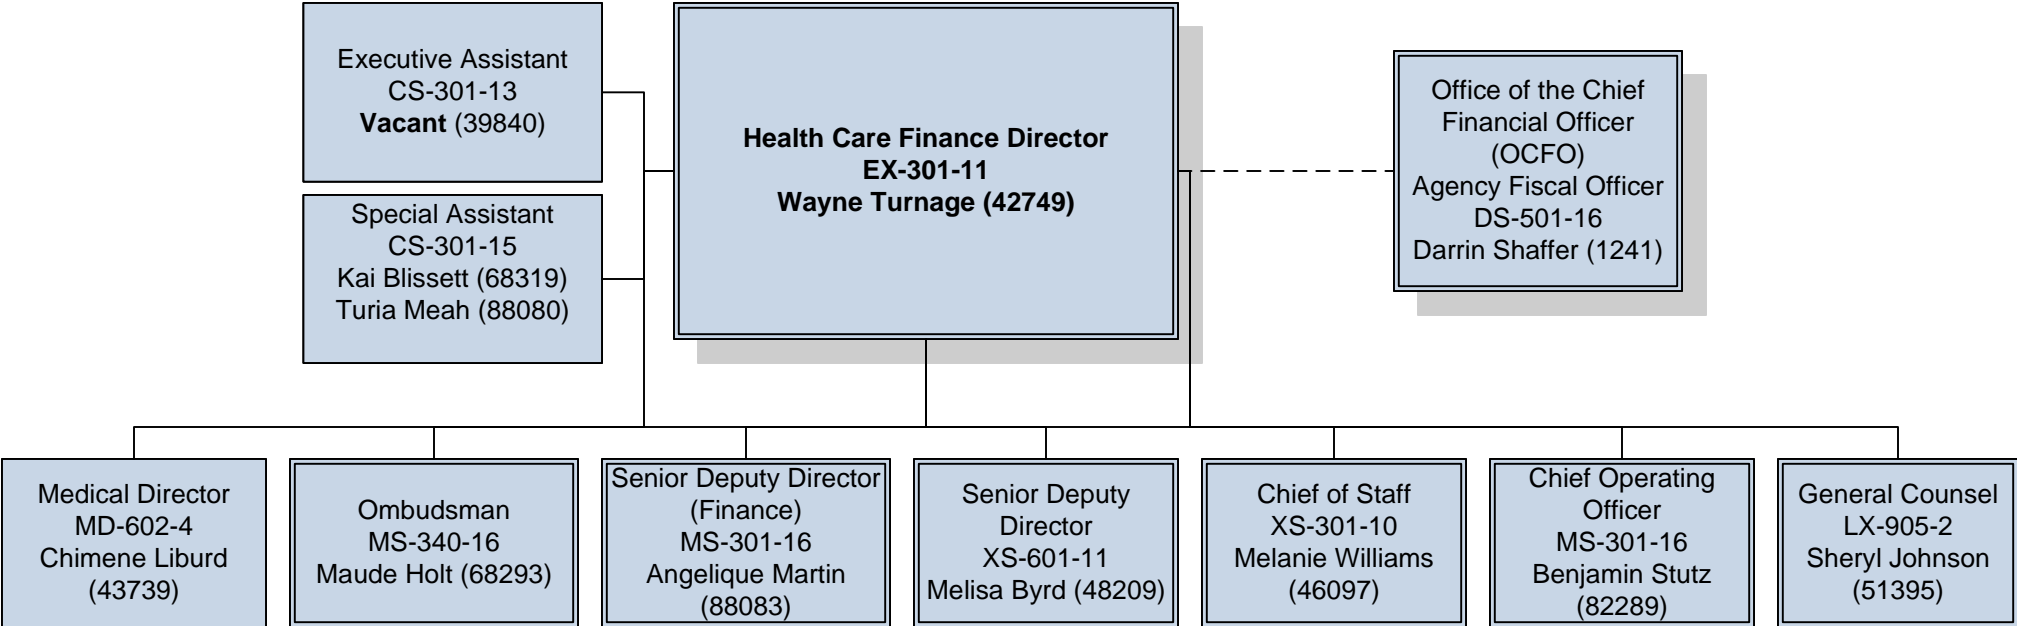 Executive Assistant
CS-301-13
Vacant (39840)
Special Assistant
CS-301-15
Kai Blissett (68319)
Turia Meah (88080)
Health Care Finance Director
EX-301-11
Wayne Turnage (42749)
Office of the Chief
Financial Officer
(OCFO)
Agency Fiscal Officer
DS-501-16
Darrin Shaffer (1241)
Medical Director
MD-602-4
Chimene Liburd
(43739)
Ombudsman
MS-340-16
Maude Holt (68293)
Senior Deputy Director
(Finance)
MS-301-16
Angelique Martin
(88083)
Senior Deputy
Director
XS-601-11
Melisa Byrd (48209)
Chief of Staff
XS-301-10
Melanie Williams
(46097)
Chief Operating
Officer
MS-301-16
Benjamin Stutz
(82289)
General Counsel
LX-905-2
Sheryl Johnson
(51395)